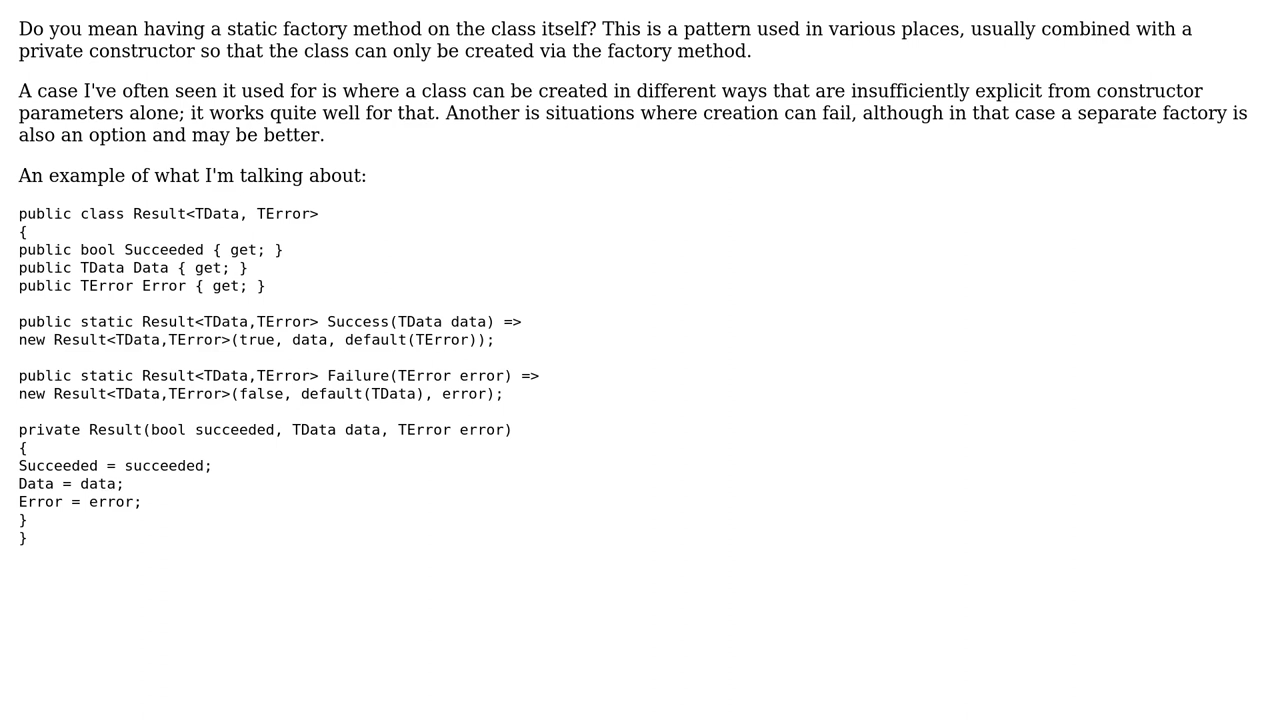 Do you mean having a static factory method on the class itself? This is a pattern used in various places, usually combined with a
private constructor so that the class can only be created via the factory method.
A case I've often seen it used for is where a class can be created in different ways that are insufficiently explicit from constructor
parameters alone; it works quite well for that. Another is situations where creation can fail, although in that case a separate factory is
also an option and may be better.
An example of what I'm talking about:
public class Result<TData, TError>
{
public bool Succeeded { get; }
public TData Data { get; }
public TError Error { get; }
public static Result<TData,TError> Success(TData data) =>
new Result<TData,TError>(true, data, default(TError));
public static Result<TData,TError> Failure(TError error) =>
new Result<TData,TError>(false, default(TData), error);
private Result(bool succeeded, TData data, TError error)
{
Succeeded = succeeded;
Data = data;
Error = error;
}
}